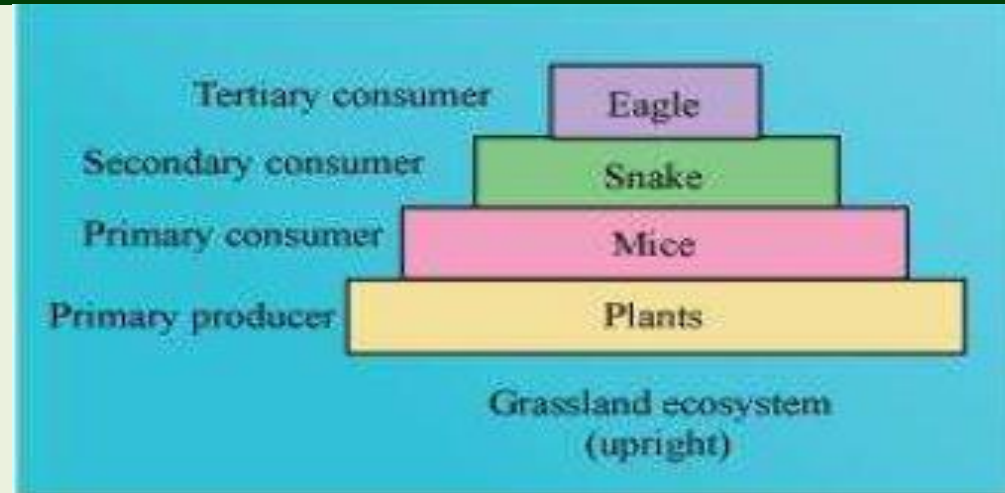 Tertiary consumer Eagle
Secondary consumer Snake
Primary consumer Mice
Primary producer Plants
Grassland ecosystem
(upright)